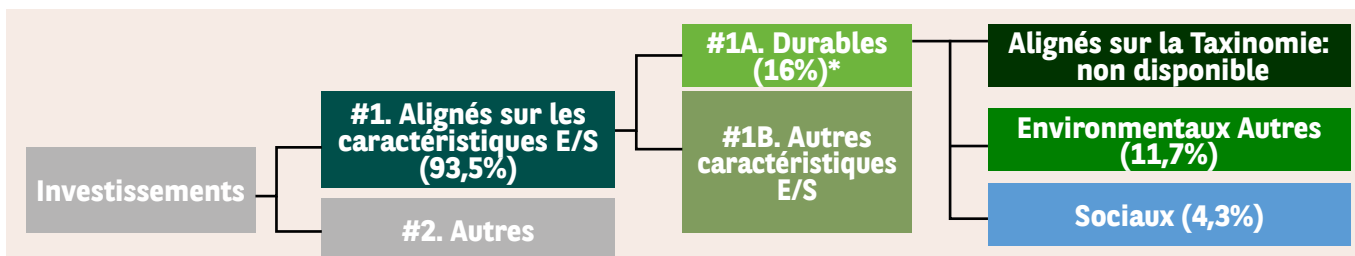 Investissements
#1. Alignés sur les
caractéristiques E/S
(93,5%)
#2. Autres
#1A. Durables
(16%)*
#1B. Autres
caractéristiques
E/S
Alignés sur la Taxinomie:
non disponible
Environmentaux Autres
(11,7%)
Sociaux (4,3%)